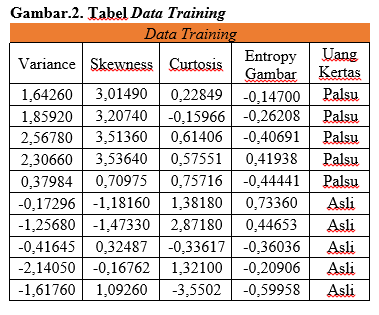 Gambar.2. Tabel Data Training
Data Training
Variance Skewness Curtosis Entropy Gambar Uang Kertas
1,64260 3,01490 0,22849 -0,14700 Palsu
1,85920 3,20740 -0,15966 -0,26208 Palsu
2,56780 3,51360 0,61406 -0,40691 Palsu
2,30660 3,53640 0,57551 0,41938 Palsu
0,37984 0,70975 0,75716 -0,44441 Palsu
-0,17296 -1,18160 1,38180 0,73360 Asli
-1,25680 -1,47330 2,87180 0,44653 Asli
-0,41645 0,32487 -0,33617 -0,36036 Asli
-2,14050 -0,16762 1,32100 -0,20906 Asli
-1,61760 1,09260 -3,5502 -0,59958 Asli